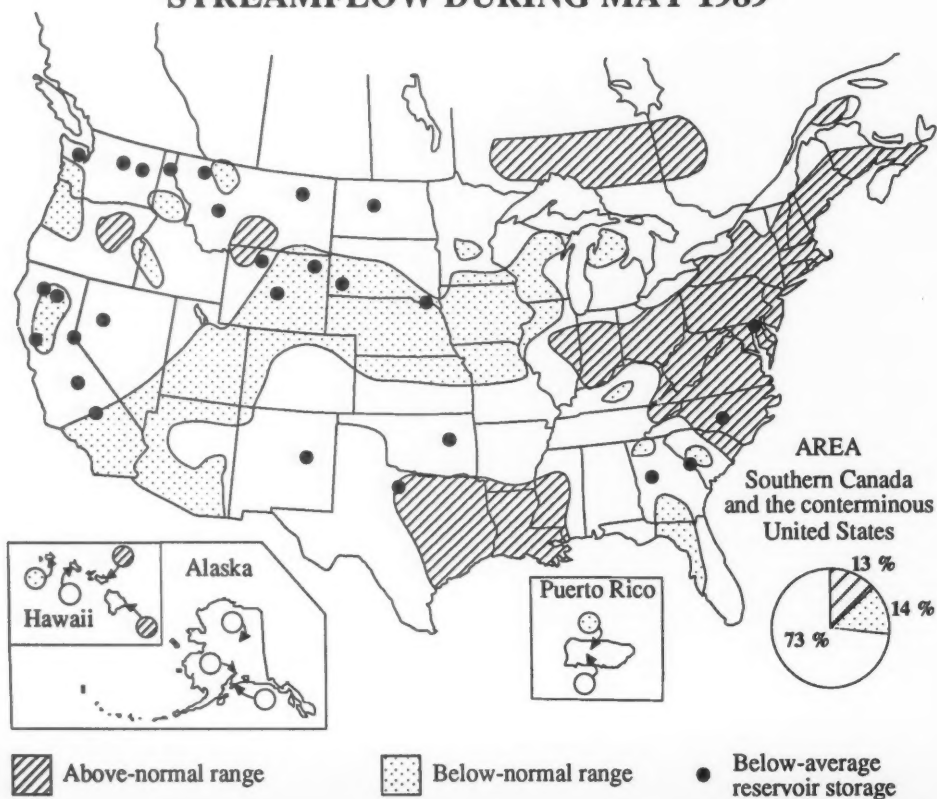 STREAMFLOW DURING MAY 1989
AREA
Southern Canada
and the conterminous
United States
13 %
14 %
73 %
Hawaii
Alaska
Puerto Rico
Above-normal range
Below-normal range
Below-average
reservoir storage